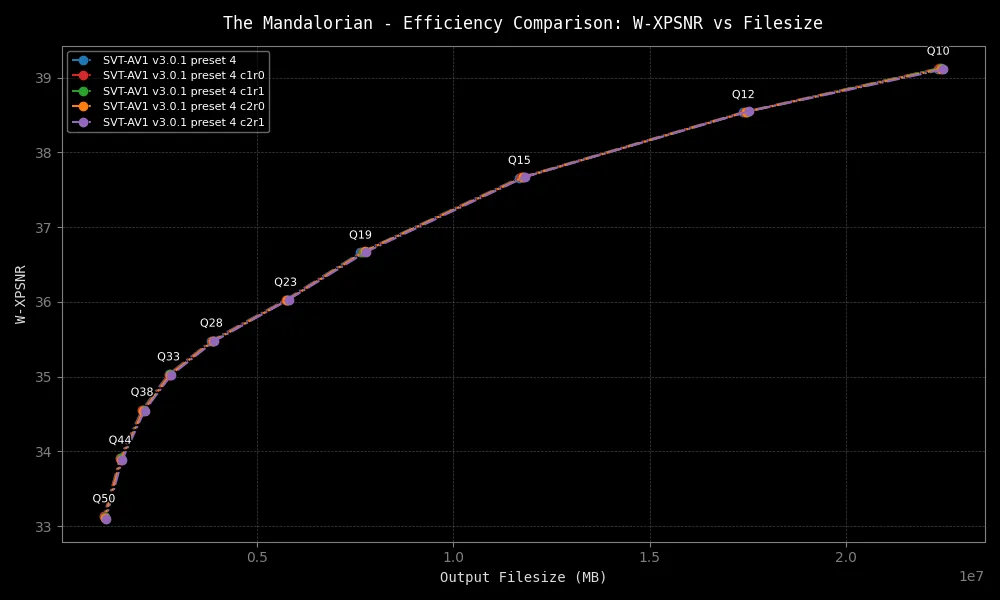 The Mandalorian - Efficiency Comparison: W-XPSNR vs Filesize
SVT-AV1 v3.0.1 preset 4
SVT-AV1 v3.0.1 preset 4 c1r0
SVT-AV1 v3.0.1 preset 4 c1r1
SVT-AV1 v3.0.1 preset 4 c2r0
SVT-AV1 v3.0.1 preset 4 c2r1
Q10
Q12
Q15
Q19
Q23
Q28
Q33
Q38
Q44
Q50
39
38
37
36
35
34
33
W-XPSNR
0.5 1.0 1.5 2.0
1e7
Output Filesize (MB)